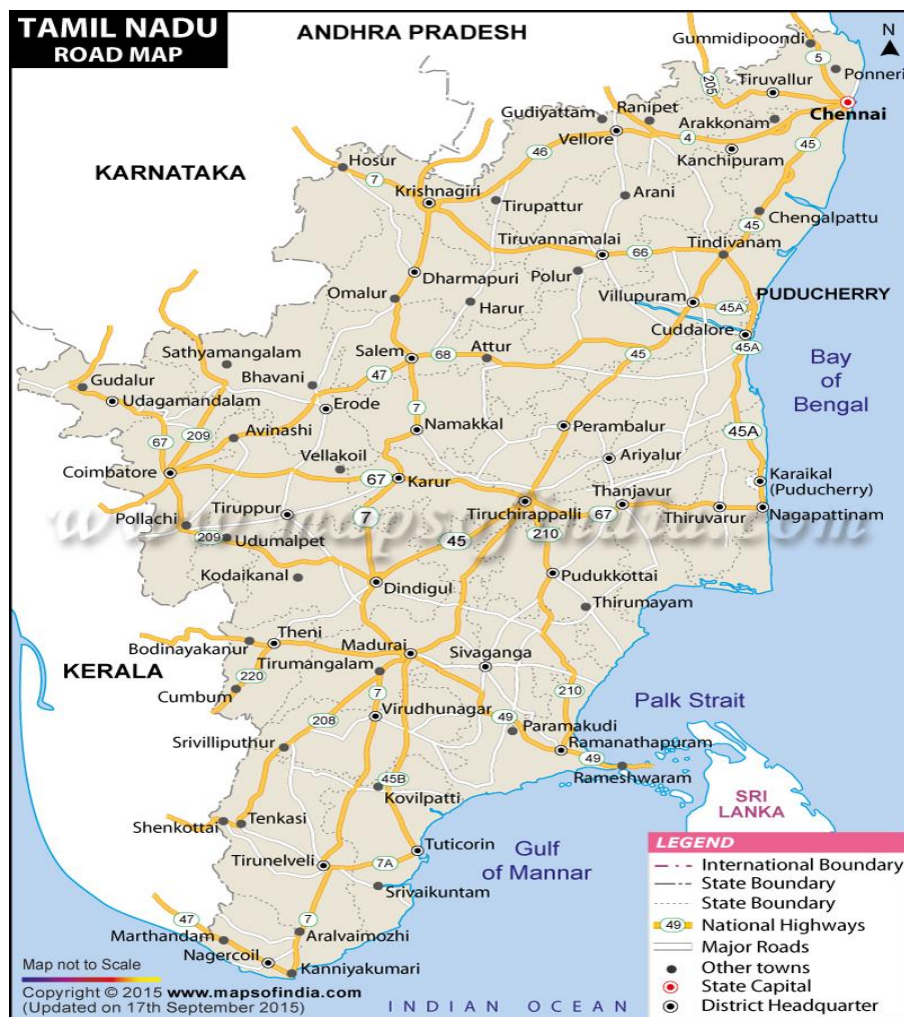 TAMIL NADU
ROAD MAP
ANDHRA PRADESH
N
Gummidipoondi
5
Ponneri
205
Tiruvallur
Chennai
Gudiyattam
Ranipet
Arakkonam
Vellore
4
45
Kanchipuram
KARNATAKA
Hosur
7
46
Krishnagiri
Tirupattur
Arani
Chengalpattu
45
Tiruvannamalai
66
Tindivanam
Dharmapuri
Polur
Omalur
Harur
Villupuram
45A
PUDUCHERRY
Cuddalore
45A
Sathyamangalam
Salem
68
Attur
45
Bay
of
Bengal
Gudalur
Bhavani
47
Udagamandalam
Erode
7
67
209
Avinashi
Namakkal
Perambalur
45A
Vellakoil
Ariyalur
Coimbatore
67
Karur
Karaikal
(Puducherry)
Tiruppur
Tiruchirappalli
Thanjavur
67
Thiruvarur
Nagapattinam
www.mapsofindia.com
Pollachi
7
209
Udumalpet
45
210
Kodaikanal
Dindigul
Pudukkottai
Thirumayam
Bodinayakanur
Theni
Madurai
Sivaganga
KERALA
Tirumangalam
220
Cumbum
7
210
Palk Strait
208
Virudhunagar
49
Paramakudi
Srivilliputhur
Ramanathapuram
49
Rameshwaram
45B
Kovilpatti
SRI
LANKA
Shenkottai
Tenkasi
Tirunelveli
7A
Tuticorin
Gulf
of Mannar
Srivaikuntam
47
7
Marthandam
Aralvaimozhi
Nagercoil
Kanniyakumari
LEGEND
International Boundary
State Boundary
State Boundary
49 National Highways
Major Roads
Other towns
State Capital
District Headquarter
Map not to Scale
Copyright © 2015 www.mapsofindia.com
(Updated on 17th September 2015)
INDIAN OCEAN